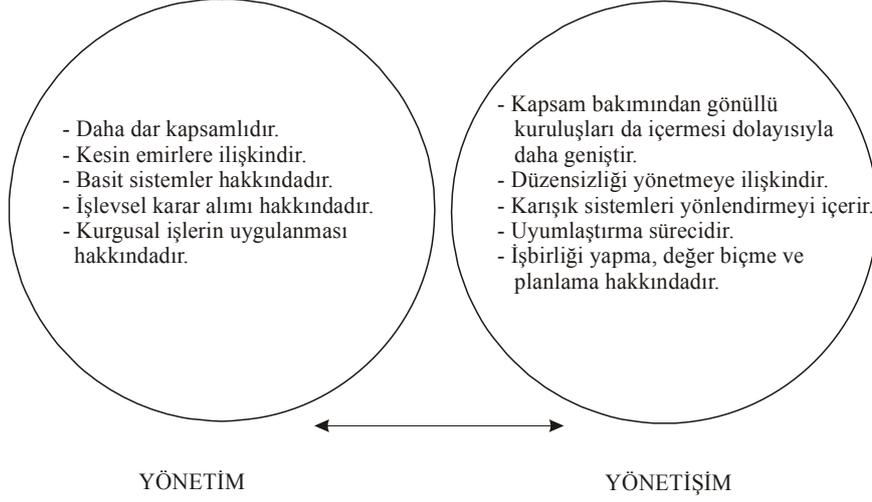 - Daha dar kapsamlıdır.
- Kesin emirlere ilişkindir.
- Basit sistemler hakkındadır.
- İşlevsel karar alımı hakkındadır.
- Kurgusal işlerin uygulanması
hakkındadır.
- Kapsam bakımından gönüllü
kuruluşları da içermesi dolayısıyla
daha geniştir.
- Düzensizliği yönetmeye ilişkindir.
- Karışık sistemleri yönlendirmeyi içerir.
- Uyumlaştırma sürecidir.
- İşbirliği yapma, değer biçme ve
planlama hakkındadır.
YÖNETİM
YÖNETİŞİM